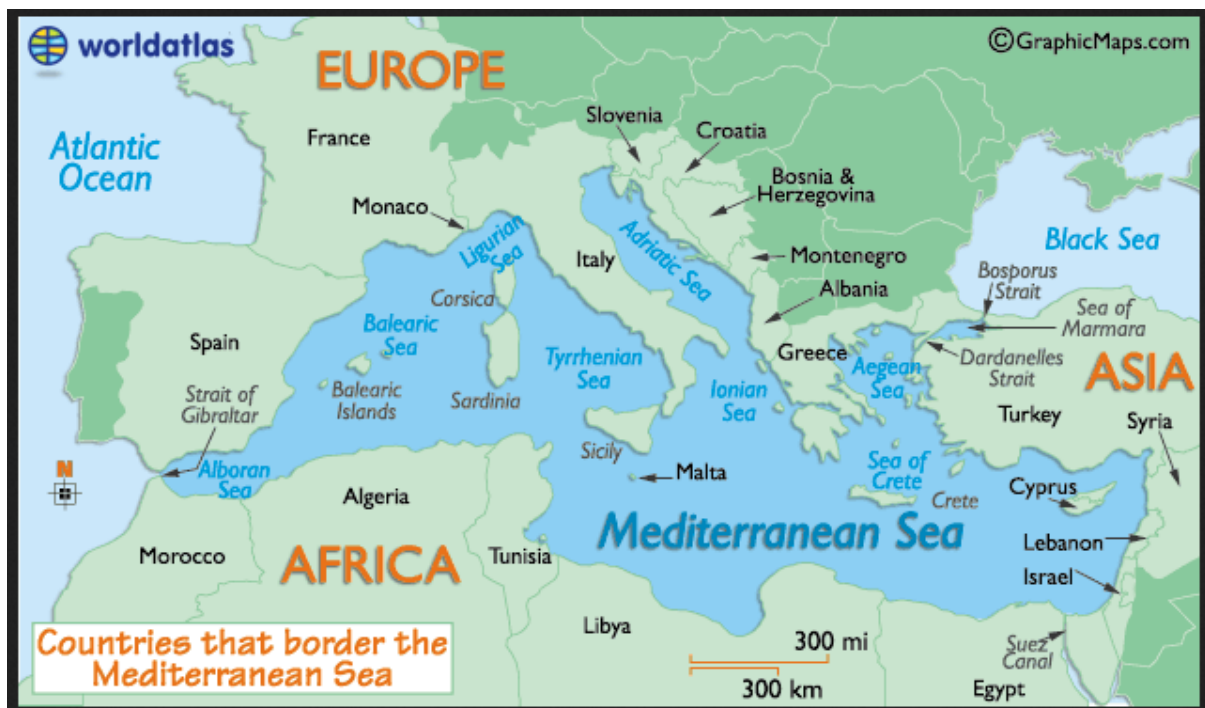 worldatlas
©GraphicMaps.com
EUROPE
Atlantic
Ocean
France
Slovenia
Croatia
Bosnia &
Herzegovina
Monaco
Ligurian
Sea
Adriatic Sea
Italy
Montenegro
Albania
Black Sea
Bosporus
Strait
Sea of
Marmara
Corsica
Balearic
Sea
Spain
Tyrrhenian
Sea
Greece
Aegean
Sea
Dardanelles
Strait
ASIA
Strait of
Gibraltar
Balearic
Islands
Sardinia
Ionian
Sea
Turkey
Syria
N
Alboran
Sea
Sicily
Malta
Sea of
Crete
Crete
Cyprus
Algeria
Mediterranean Sea
Lebanon
Morocco
AFRICA
Tunisia
Israel
Libya
Suez
Canal
Egypt
300 mi
300 km
Countries that border the
Mediterranean Sea